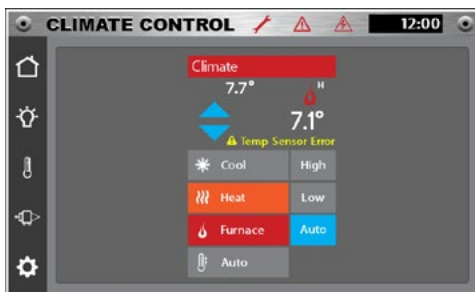 CLIMATE CONTROL 12:00
Climate
7.7°
H
7.1°
Temp Sensor Error
Cool High
Heat Low
Furnace Auto
Auto